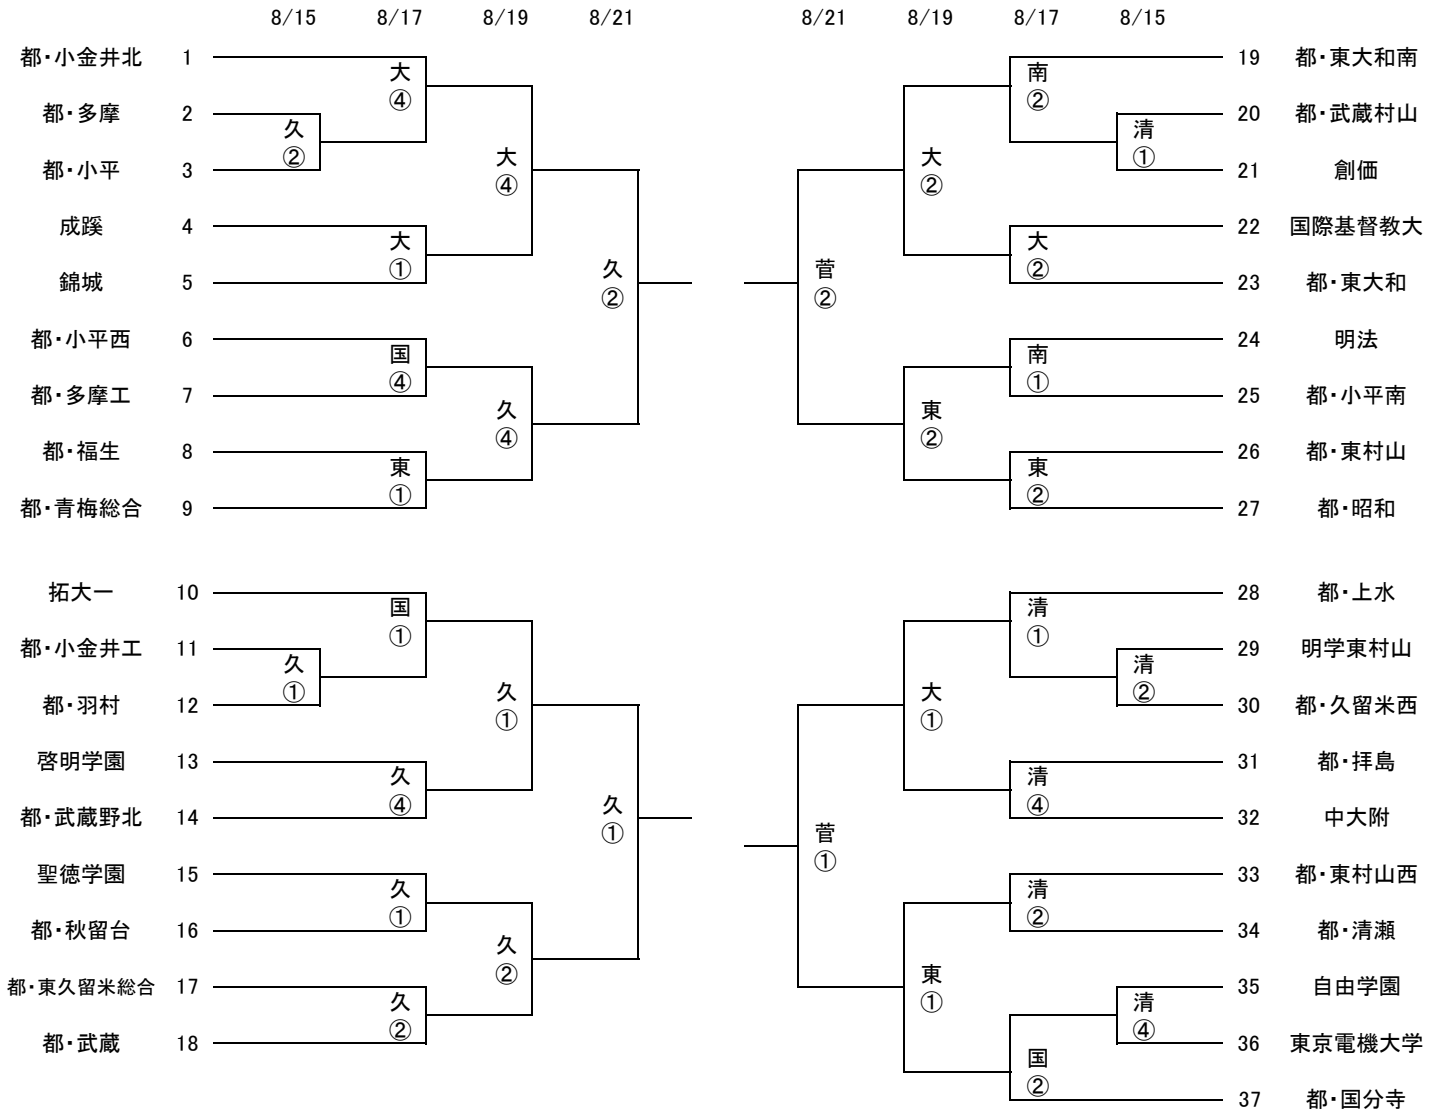 8/15 8/17 8/19 8/21 8/21 8/19 8/17 8/15
都・小金井北 1 19 都・東大和南
大 南
④ ②
都・多摩 2 20 都・武蔵村山
久 清
② 大 大 ①
都・小平 3 21 創価
④ ②
成蹊 4 22 国際基督教大
大 大
① 久 菅 ②
錦城 5 23 都・東大和
② ②
都・小平西 6 24 明法
国 南
④ ①
都・多摩工 7 25 都・小平南
久 東
④ ②
都・福生 8 26 都・東村山
東 東
① ②
都・青梅総合 9 27 都・昭和
拓大一 10 28 都・上水
国 清
① ①
都・小金井工 11 29 明学東村山
久 清
① 久 大 ②
都・羽村 12 30 都・久留米西
① ①
啓明学園 13 31 都・拝島
久 清
④ 久 ④
都・武蔵野北 14 32 中大附
① 菅
①
聖徳学園 15 33 都・東村山西
久 清
① ②
都・秋留台 16 34 都・清瀬
久
② 東
都・東久留米総合 17 35 自由学園
久 ① 清
② ④
都・武蔵 18 36 東京電機大学
国
②
37 都・国分寺